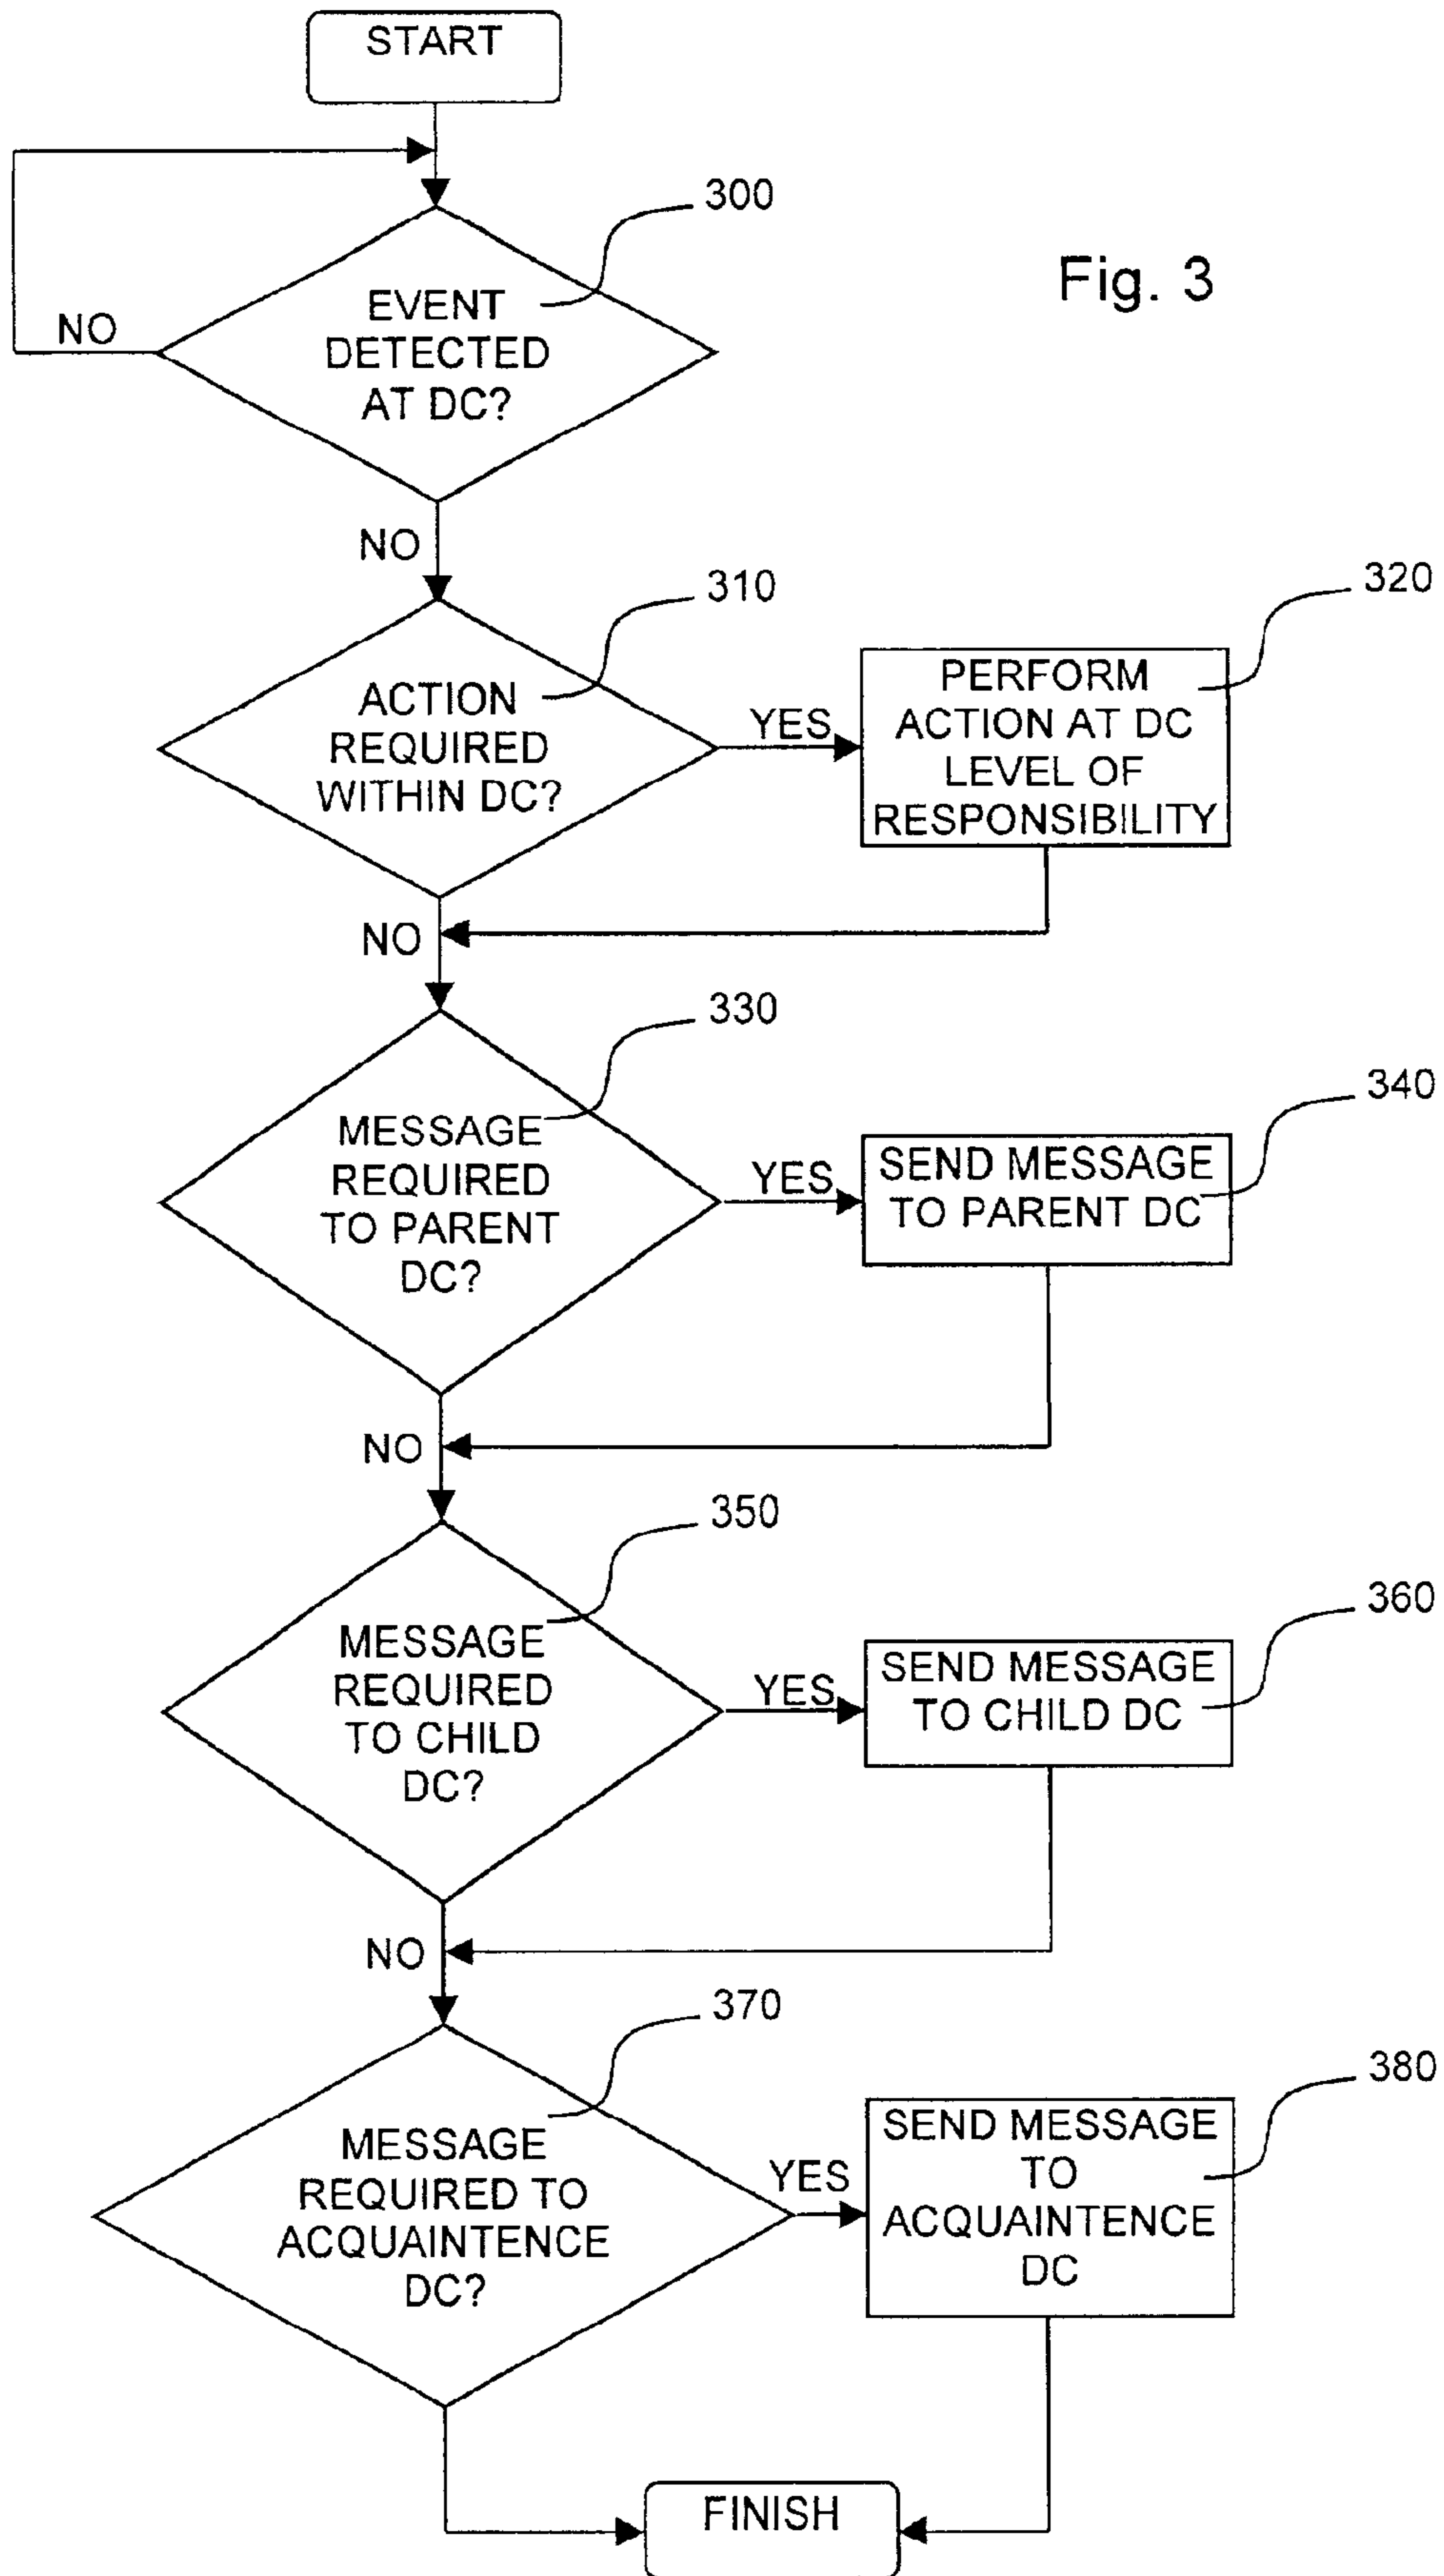 START
300
Fig. 3
EVENT
DETECTED
AT DC?
NO
NO
310
320
ACTION
REQUIRED
WITHIN DC?
YES
PERFORM
ACTION AT DC
LEVEL OF
RESPONSIBILITY
NO
330
340
MESSAGE
REQUIRED
TO PARENT
DC?
YES
SEND MESSAGE
TO PARENT DC
NO
350
360
MESSAGE
REQUIRED
TO CHILD
DC?
YES
SEND MESSAGE
TO CHILD DC
NO
370
380
MESSAGE
REQUIRED TO
ACQUAINTENCE
DC?
YES
SEND MESSAGE
TO
ACQUAINTENCE
DC
FINISH